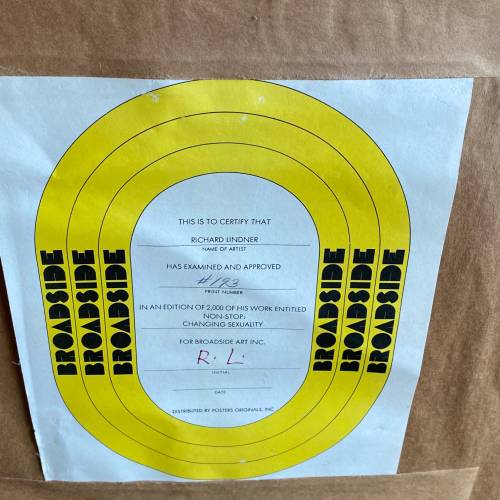 THIS IS TO CERTIFY THAT
RICHARD LINDNER
NAME OF ARTIST
HAS EXAMINED AND APPROVED
#193
PRINT NUMBER
IN AN EDITION OF 2,000 OF HIS WORK ENTITLED
NON-STOP:
CHANGING SEXUALITY
FOR BROADSIDE ART INC.
R. L.
INITIAL
DATE
DISTRIBUTED BY POSTERS ORIGINALS, INC
BROADSIDE
BROADSIDE
BROADSIDE
BROADSIDE
BROADSIDE
BROADSIDE